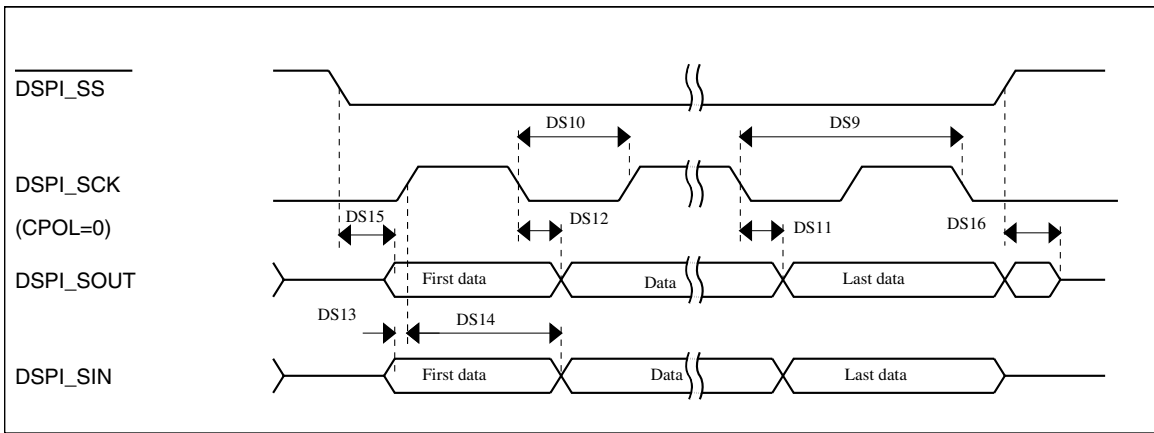 DSPI_SS
DS10
DS9
DSPI_SCK
(CPOL=0)
DS15
DS12
DS11
DS16
DSPI_SOUT
First data
Data
Last data
DS13
DS14
DSPI_SIN
First data
Data
Last data